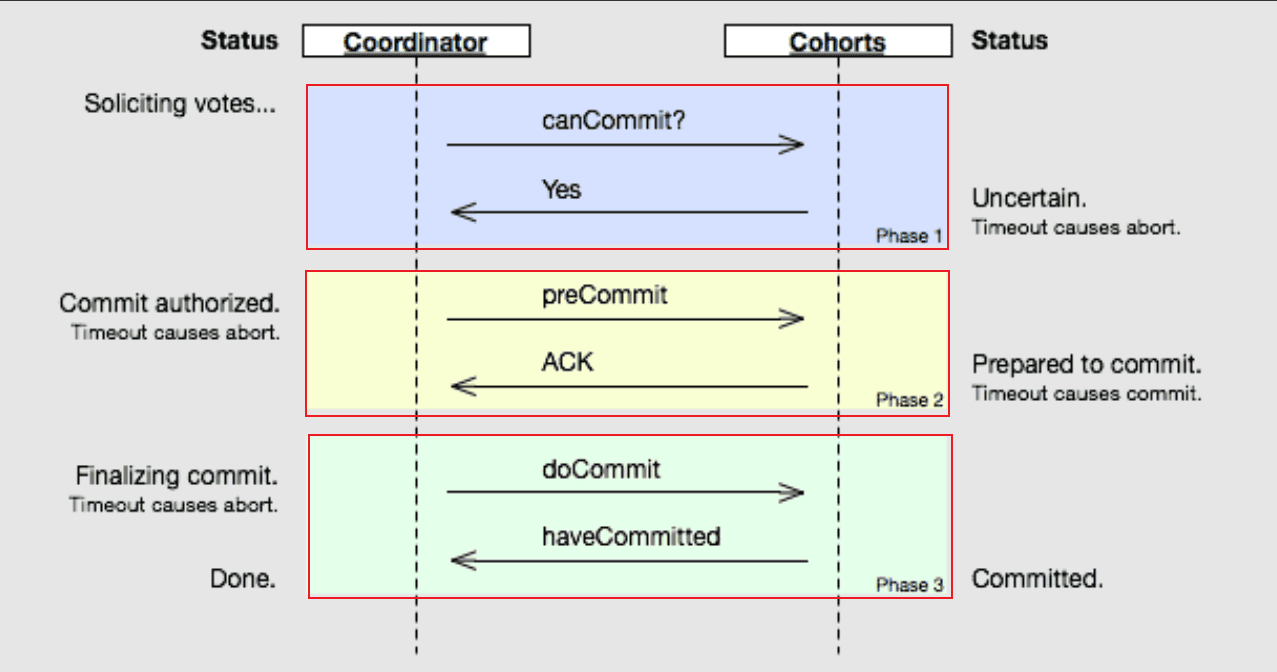 Status
Coordinator
Cohorts
Status
Soliciting votes...
canCommit?
Yes
Uncertain.
Timeout causes abort.
Phase 1
Commit authorized.
Timeout causes abort.
preCommit
ACK
Prepared to commit.
Timeout causes commit.
Phase 2
Finalizing commit.
Timeout causes abort.
doCommit
haveCommitted
Done.
Phase 3
Committed.